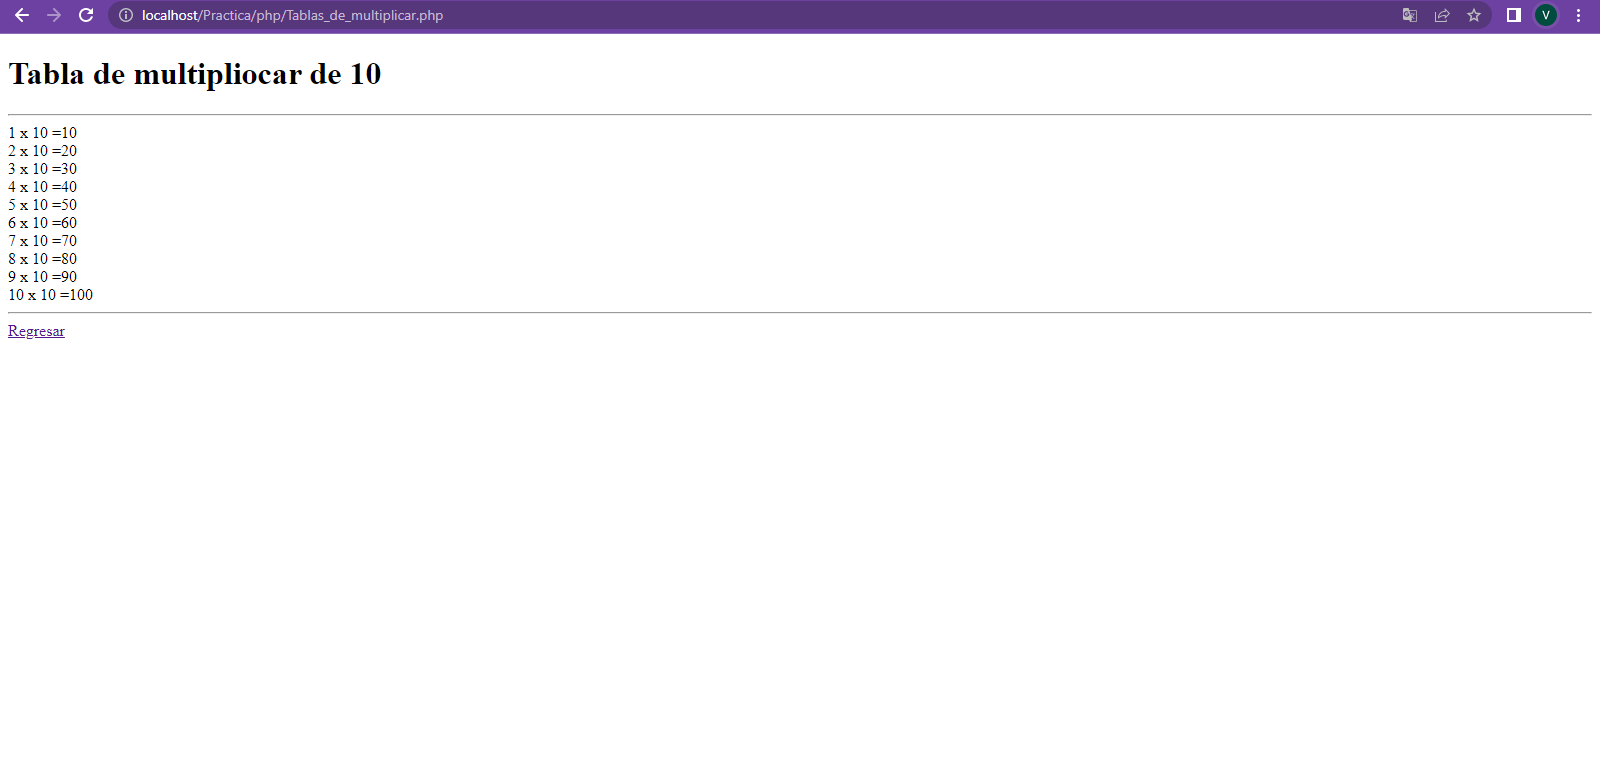 localhost/Practica/php/Tablas_de_multiplicar.php
V
Tabla de multipliocar de 10
1 x 10 =10
2 x 10 =20
3 x 10 =30
4 x 10 =40
5 x 10 =50
6 x 10 =60
7 x 10 =70
8 x 10 =80
9 x 10 =90
10 x 10 =100
Regresar